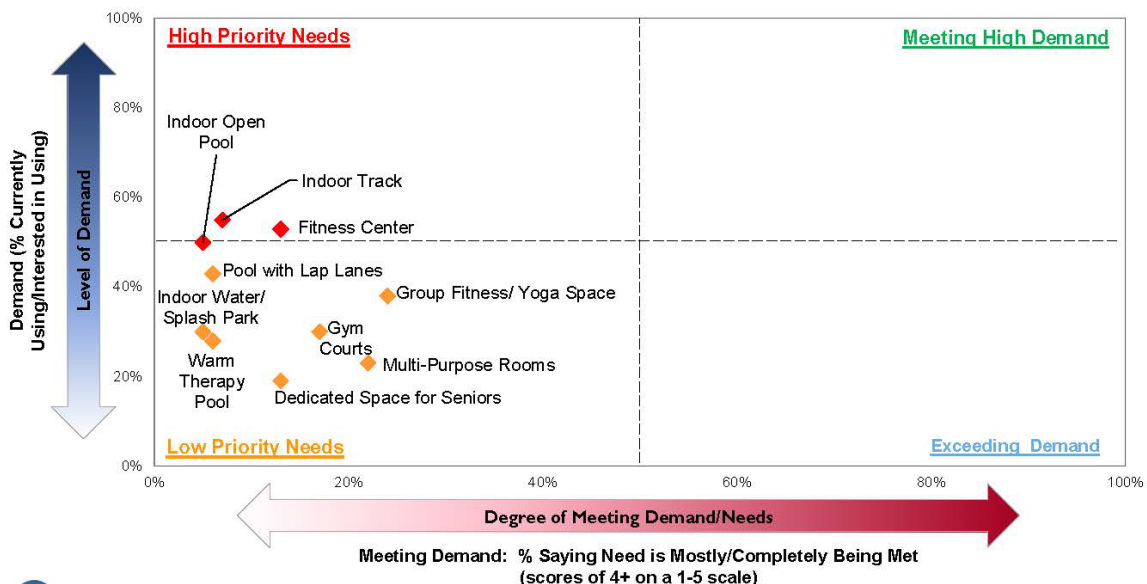 100%
High Priority Needs
Meeting High Demand
80%
Indoor Open
Pool
60%
Indoor Track
Fitness Center
Demand (% Currently
Using/Interested in Using)
Level of Demand
Pool with Lap Lanes
40%
Indoor Water/
Splash Park
Group Fitness/ Yoga Space
Gym
Courts
Warm
Therapy
Pool
Multi-Purpose Rooms
20%
Dedicated Space for Seniors
Low Priority Needs
Exceeding Demand
0%
0% 20% 40% 60% 80% 100%
Degree of Meeting Demand/Needs
Meeting Demand: % Saying Need is Mostly/Completely Being Met
(scores of 4+ on a 1-5 scale)